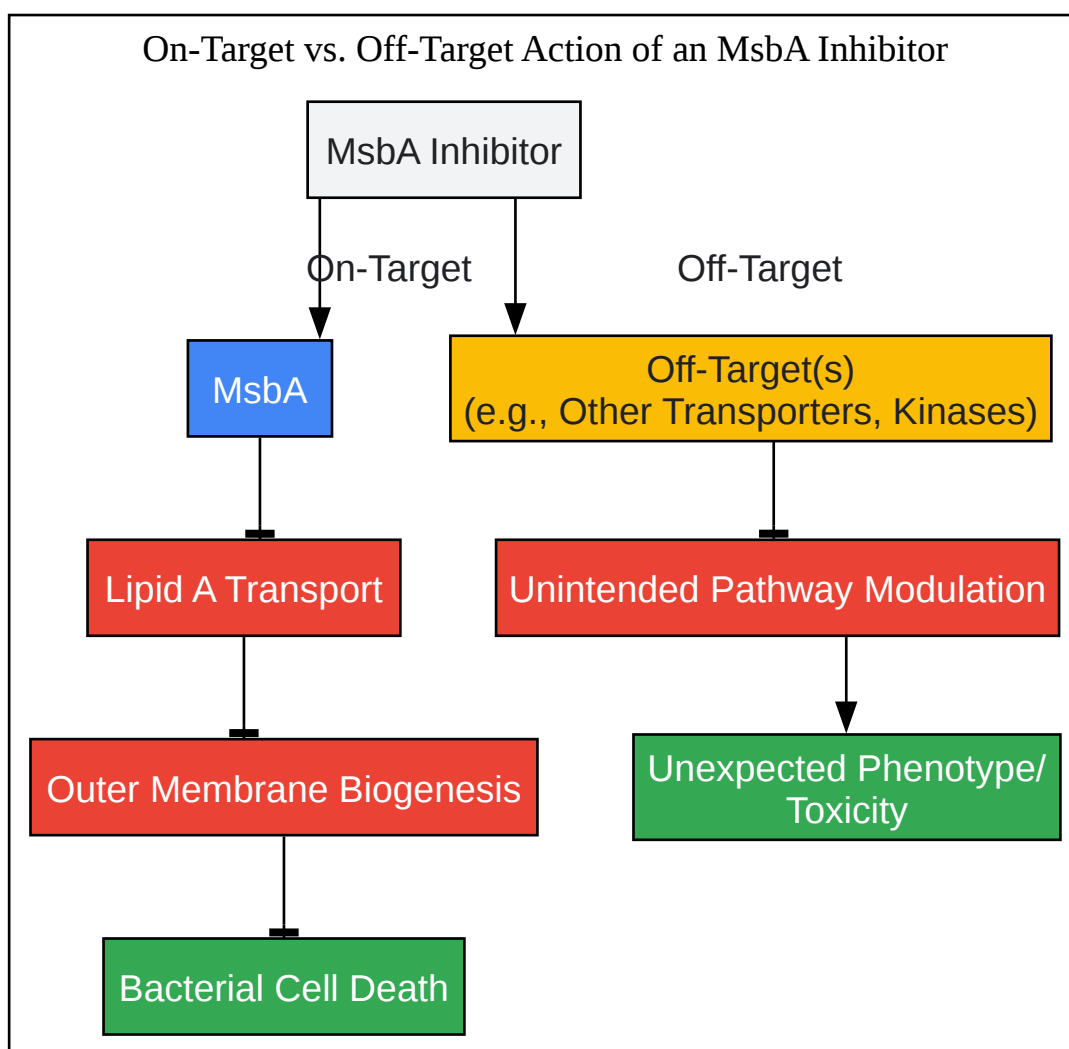 On-Target vs. Off-Target Action of an MsbA Inhibitor
MsbA Inhibitor
On-Target
Off-Target
MsbA
Off-Target(s)
(e.g., Other Transporters, Kinases)
Lipid A Transport
Unintended Pathway Modulation
Outer Membrane Biogenesis
Unexpected Phenotype/
Toxicity
Bacterial Cell Death